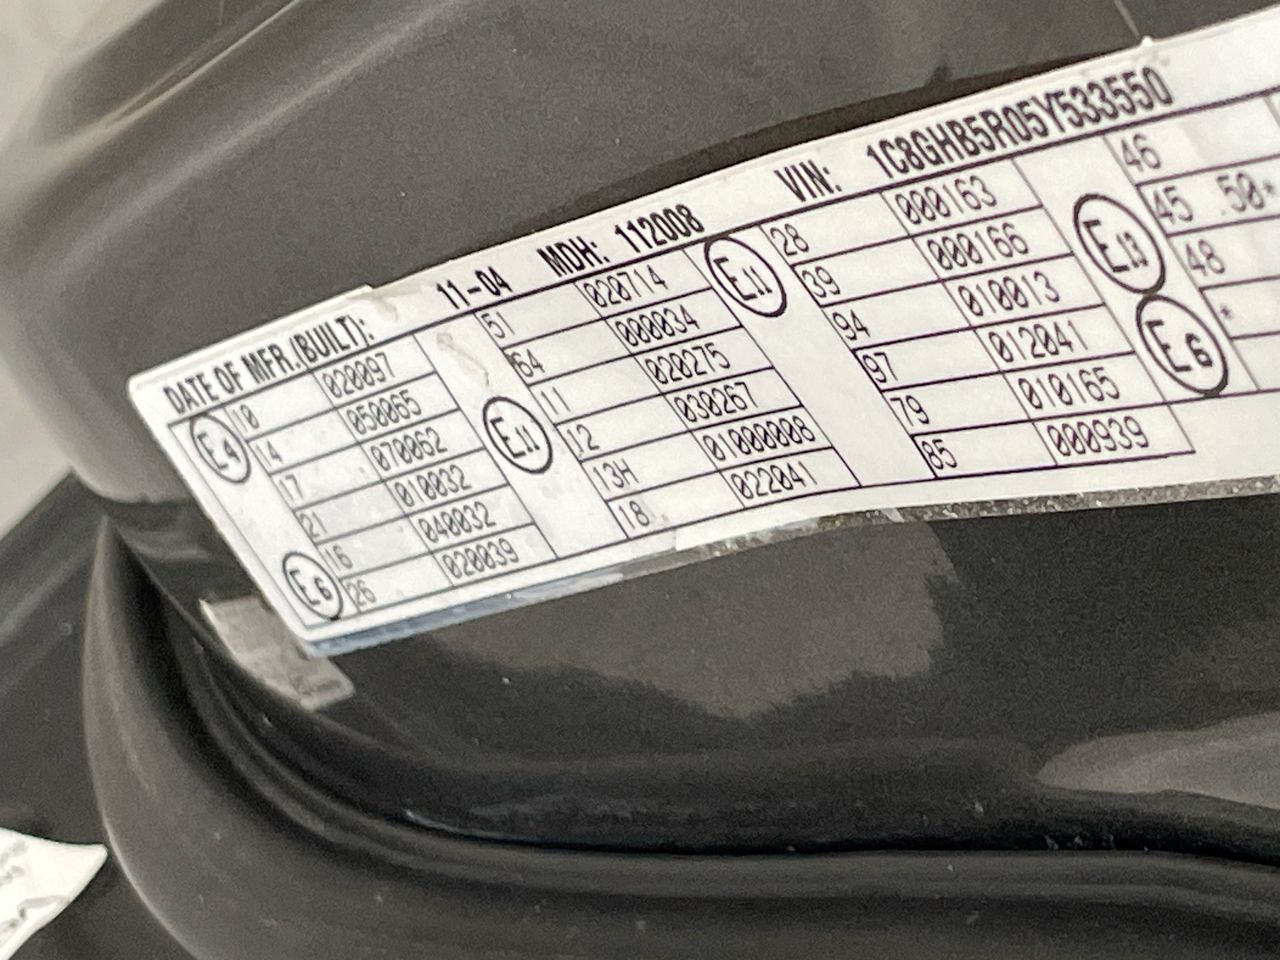 DATE OF MFR.(BUILT): 11-04 MDH: 112008 VIN: 1C8GHB5R05Y533550
E4 10 020097 51 020714 E11 28 000163 E13 46
14 050065 64 000034 39 000166 45 .50*
17 070062 E11 11 020275 94 010013 48
21 010032 12 030267 97 012041 E6 *
16 040032 13H 01000008 79 010165
E6 26 020039 18 022041 85 000939